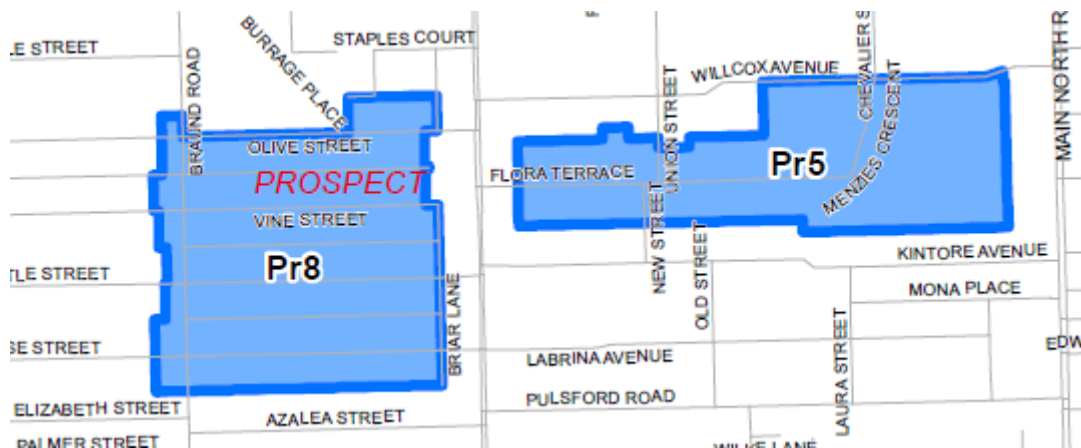 LE STREET
BRAUND ROAD
BURRAGE PLACE
STAPLES COURT
WILLCOX AVENUE
CHEVALIER S
MAIN NORTH R
OLIVE STREET
UNION STREET
MENZIES CRESCENT
PROSPECT
FLORA TERRACE
Pr5
VINE STREET
NEW STREET
OLD STREET
Pr8
KINTORE AVENUE
TLE STREET
MONA PLACE
BRIAR LANE
SE STREET
LABRINA AVENUE
LAURA STREET
EDW
ELIZABETH STREET
AZALEA STREET
PULSFORD ROAD
PALMER STREET
WILKE LANE